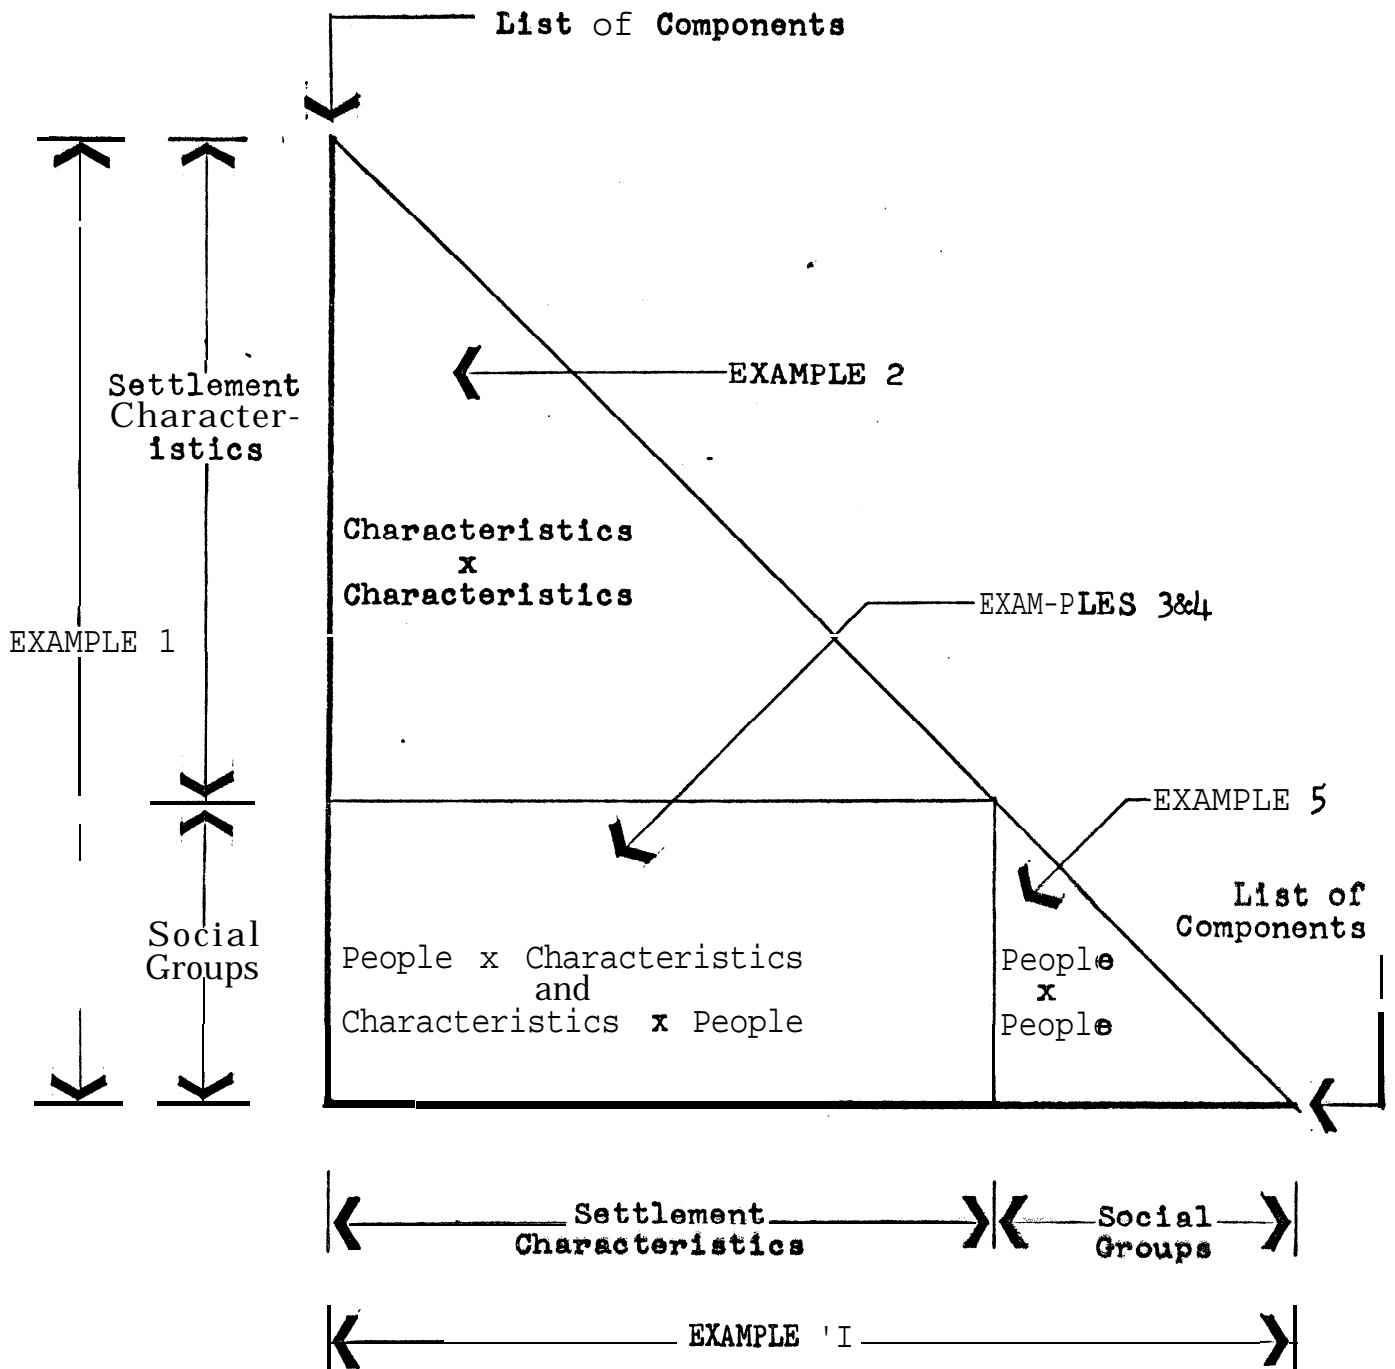 List of Components
EXAMPLE 2
Settlement
Character-
istics
Characteristics
x
Characteristics
EXAM-PLES 3&4
EXAMPLE 1
EXAMPLE 5
List of
Components
Social
Groups
People x Characteristics
and
Characteristics x People
People
x
People
Settlement
Characteristics
Social
Groups
EXAMPLE 'I